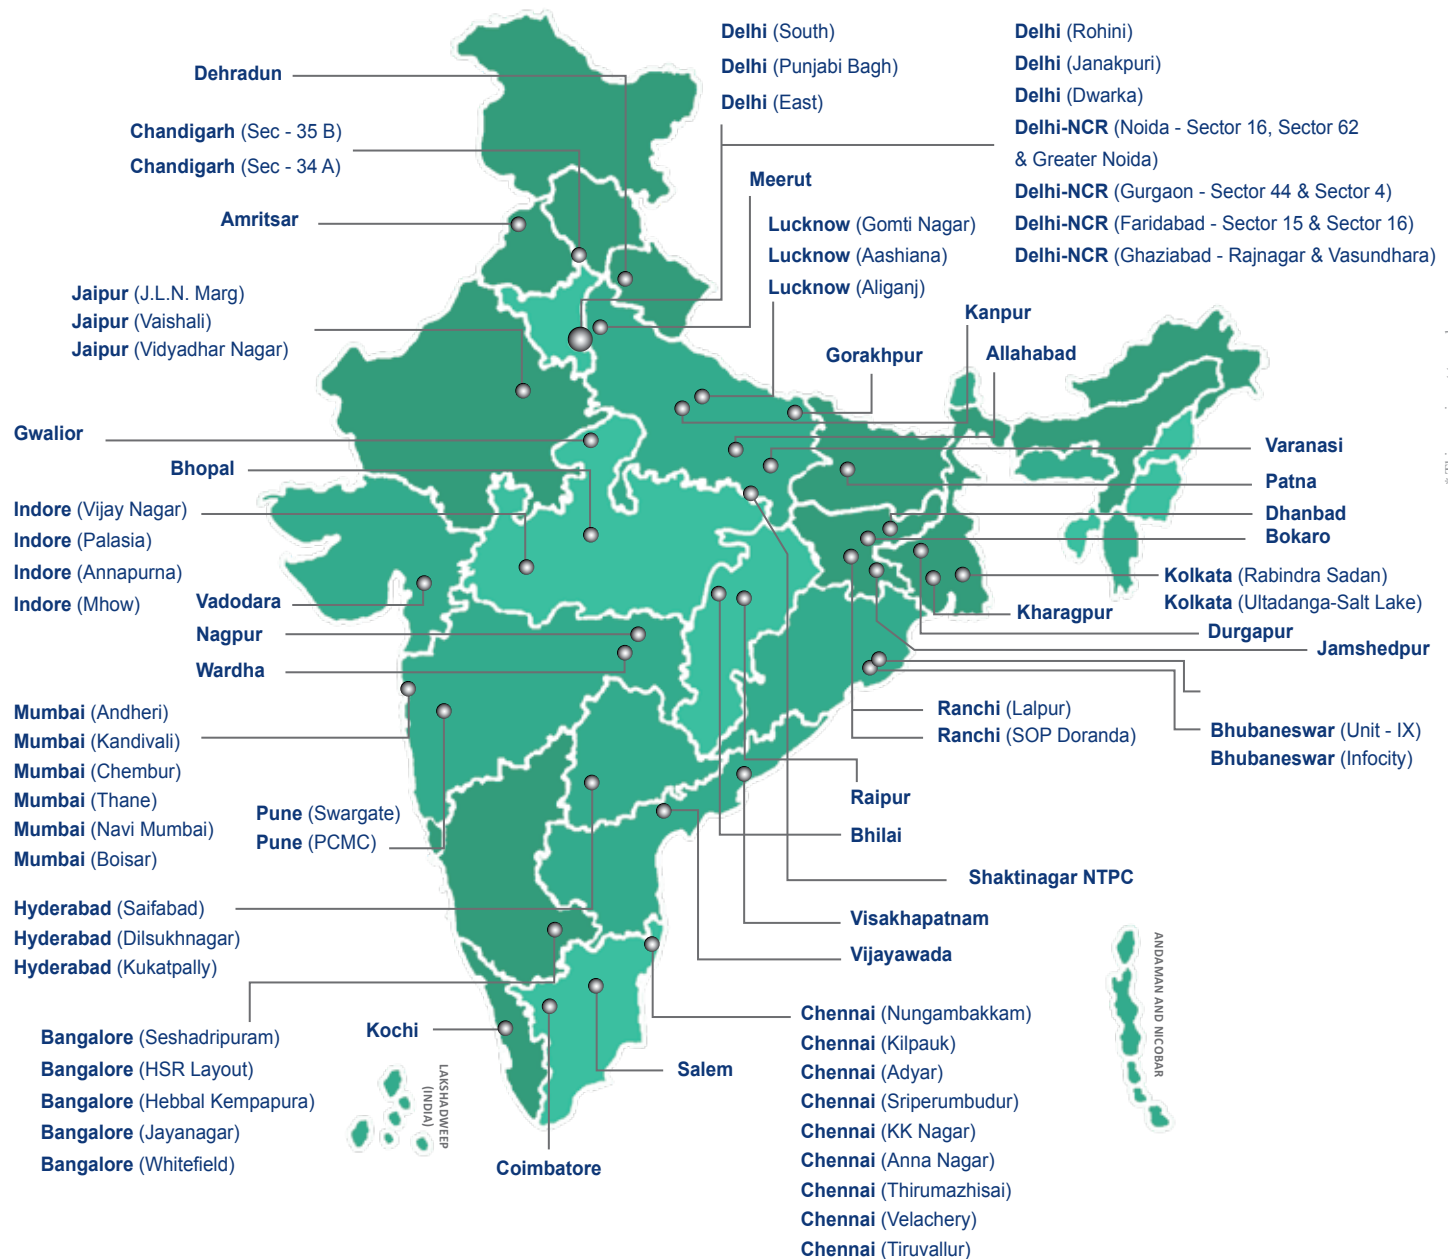 Delhi (South)
Delhi (Punjabi Bagh)
Delhi (East)
Delhi (Rohini)
Delhi (Janakpuri)
Delhi (Dwarka)
Delhi-NCR (Noida - Sector 16, Sector 62
& Greater Noida)
Delhi-NCR (Gurgaon - Sector 44 & Sector 4)
Delhi-NCR (Faridabad - Sector 15 & Sector 16)
Delhi-NCR (Ghaziabad - Rajnagar & Vasundhara)
Dehradun
Chandigarh (Sec - 35 B)
Chandigarh (Sec - 34 A)
Amritsar
Meerut
Lucknow (Gomti Nagar)
Lucknow (Aashiana)
Lucknow (Aliganj)
Jaipur (J.L.N. Marg)
Jaipur (Vaishali)
Jaipur (Vidyadhar Nagar)
Kanpur
Gorakhpur
Allahabad
Gwalior
Bhopal
Varanasi
Patna
Dhanbad
Bokaro
Indore (Vijay Nagar)
Indore (Palasia)
Indore (Annapurna)
Indore (Mhow)
Vadodara
Nagpur
Wardha
Kolkata (Rabindra Sadan)
Kolkata (Ultadanga-Salt Lake)
Kharagpur
Durgapur
Jamshedpur
Mumbai (Andheri)
Mumbai (Kandivali)
Mumbai (Chembur)
Mumbai (Thane)
Mumbai (Navi Mumbai)
Mumbai (Boisar)
Pune (Swargate)
Pune (PCMC)
Ranchi (Lalpur)
Ranchi (SOP Doranda)
Bhubaneswar (Unit - IX)
Bhubaneswar (Infocity)
Raipur
Bhilai
Shaktinagar NTPC
Visakhapatnam
Vijayawada
Hyderabad (Saifabad)
Hyderabad (Dilsukhnagar)
Hyderabad (Kukatpally)
Bangalore (Seshadripuram)
Bangalore (HSR Layout)
Bangalore (Hebbal Kempapura)
Bangalore (Jayanagar)
Bangalore (Whitefield)
Kochi
LAKSHADWEEP
(INDIA)
Coimbatore
Salem
Chennai (Nungambakkam)
Chennai (Kilpauk)
Chennai (Adyar)
Chennai (Sriperumbudur)
Chennai (KK Nagar)
Chennai (Anna Nagar)
Chennai (Thirumazhisai)
Chennai (Velachery)
Chennai (Tiruvallur)
ANDAMAN AND NICOBAR